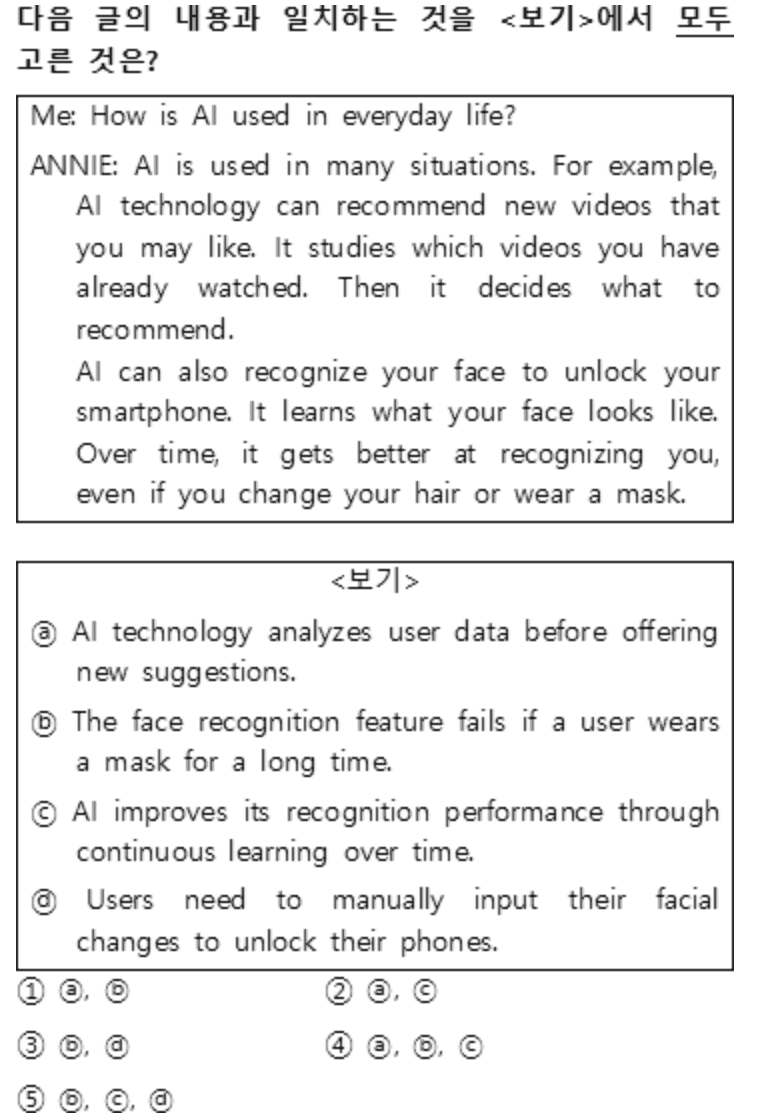 다음 글의 내용과 일치하는 것을 <보기>에서 모두
고른 것은?
Me: How is AI used in everyday life?
ANNIE: AI is used in many situations. For example,
AI technology can recommend new videos that
you may like. It studies which videos you have
already watched. Then it decides what to
recommend.
AI can also recognize your face to unlock your
smartphone. It learns what your face looks like.
Over time, it gets better at recognizing you,
even if you change your hair or wear a mask.
<보기>
ⓐ AI technology analyzes user data before offering
new suggestions.
ⓑ The face recognition feature fails if a user wears
a mask for a long time.
ⓒ AI improves its recognition performance through
continuous learning over time.
ⓓ Users need to manually input their facial
changes to unlock their phones.
① ⓐ, ⓑ ② ⓐ, ⓒ
③ ⓑ, ⓓ ④ ⓐ, ⓑ, ⓒ
⑤ ⓑ, ⓒ, ⓓ